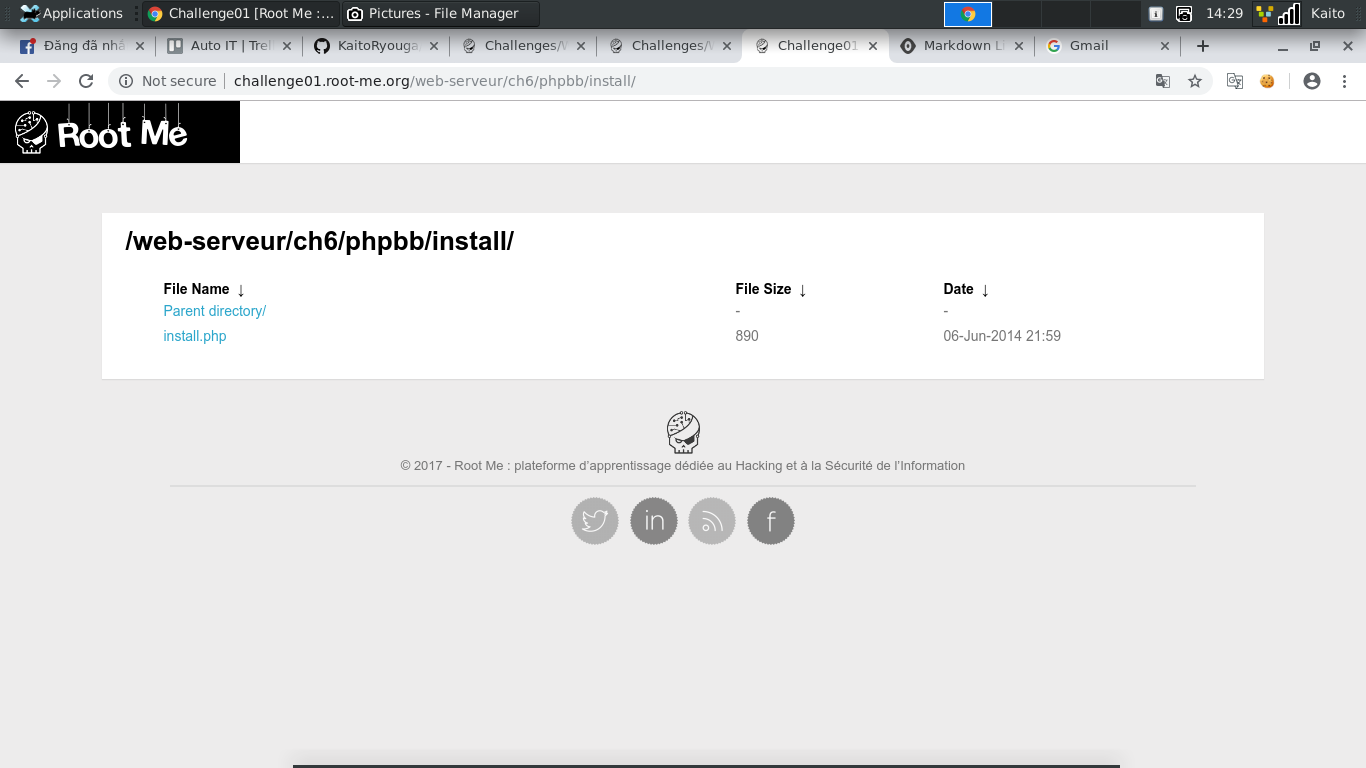 Applications
Challenge01 [Root Me :...
Pictures - File Manager
14:29
Kaito
Đăng đã nhắ
Auto IT | Trel
KaitoRyouga/
Challenges/
Challenges/
Challenge01
Markdown Li
Gmail
Not secure
challenge01.root-me.org/web-serveur/ch6/phpbb/install/
Root Me
/web-serveur/ch6/phpbb/install/
File Name ↓ File Size ↓ Date ↓
Parent directory/ - -
install.php 890 06-Jun-2014 21:59
© 2017 - Root Me : plateforme d’apprentissage dédiée au Hacking et à la Sécurité de l’Information
in
f